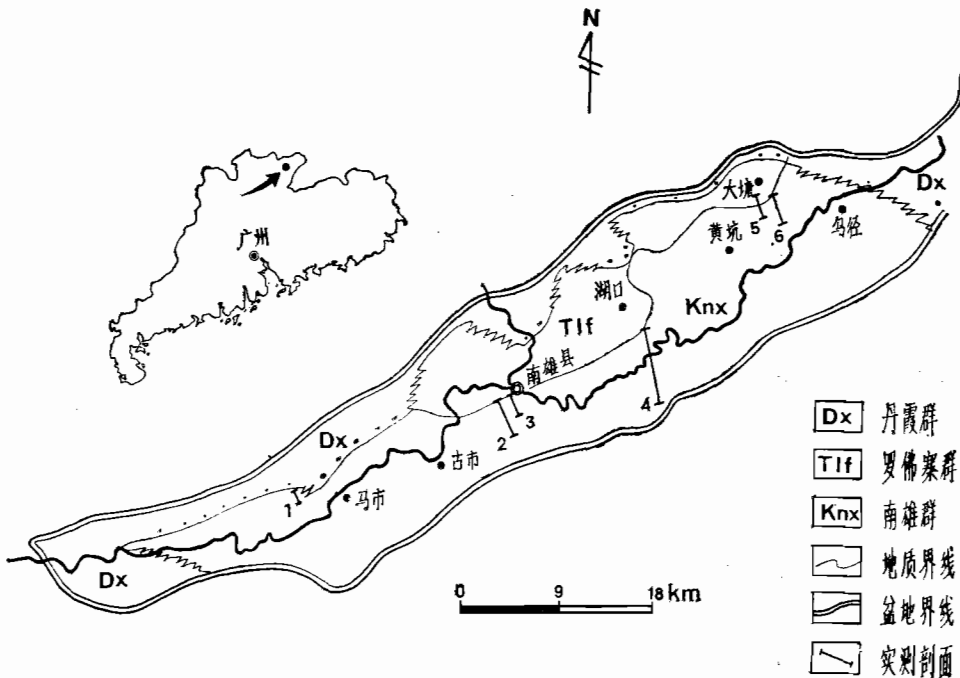 N
广州
大塘
Dx
5
6
乌径
黄坑
湖口
Knx
Tlf
南雄县
3
2
4
Dx
古市
1
马市
Dx
0 9 18 km
Dx 丹霞群
Tlf 罗佛寨群
Knx 南雄群
地质界线
盆地界线
实测剖面